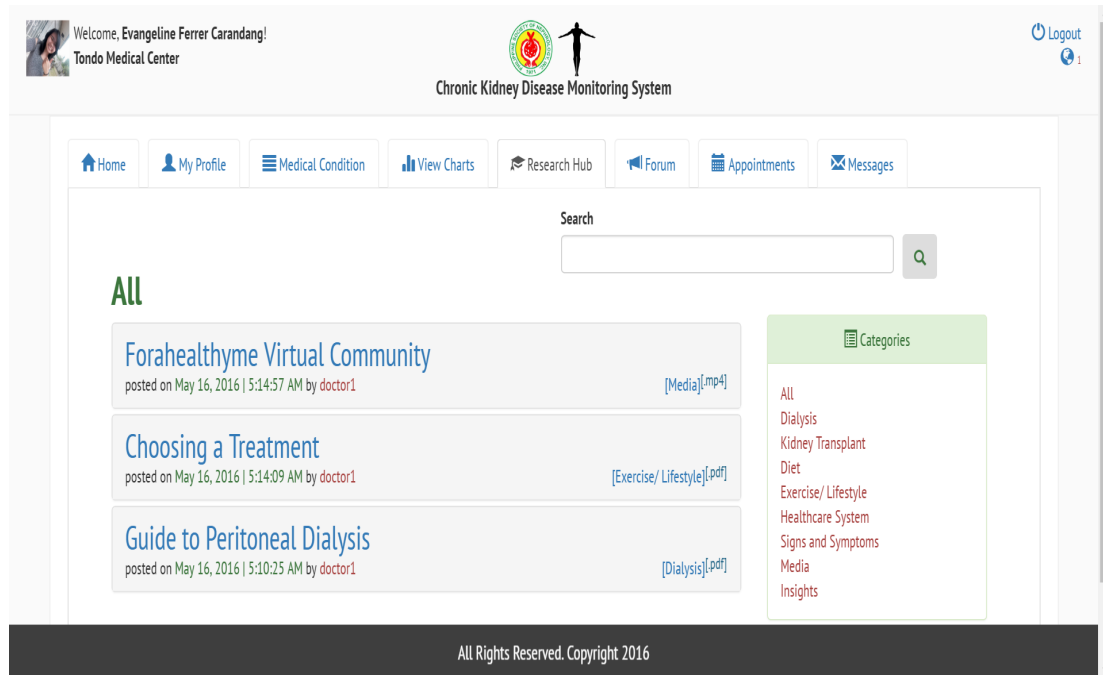 Welcome, Evangeline Ferrer Carandang!
Tondo Medical Center
Chronic Kidney Disease Monitoring System
Logout
1
Home
My Profile
Medical Condition
View Charts
Research Hub
Forum
Appointments
Messages
Search
All
Forahealthyme Virtual Community
posted on May 16, 2016 | 5:14:57 AM by doctor1
[Media][.mp4]
Choosing a Treatment
posted on May 16, 2016 | 5:14:09 AM by doctor1
[Exercise/ Lifestyle][.pdf]
Guide to Peritoneal Dialysis
posted on May 16, 2016 | 5:10:25 AM by doctor1
[Dialysis][.pdf]
Categories
All
Dialysis
Kidney Transplant
Diet
Exercise/ Lifestyle
Healthcare System
Signs and Symptoms
Media
Insights
All Rights Reserved. Copyright 2016